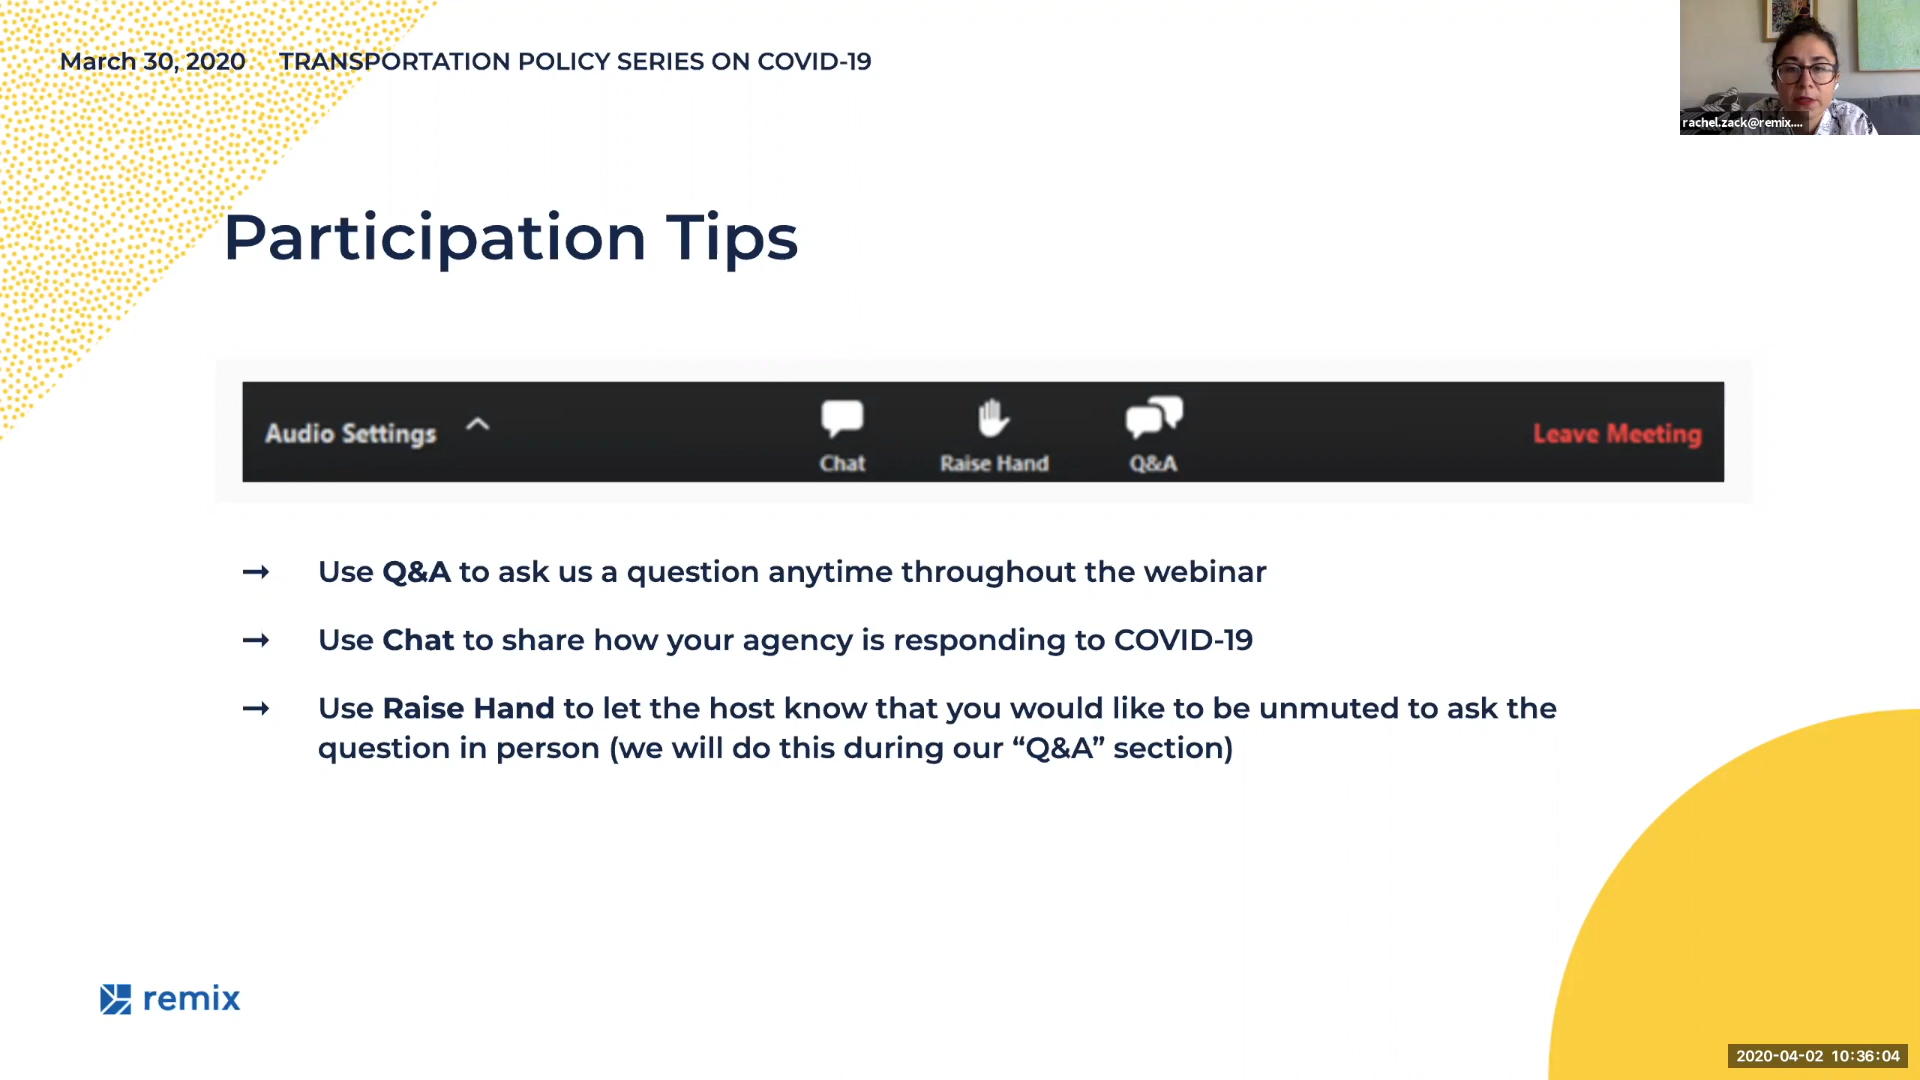 March 30, 2020 TRANSPORTATION POLICY SERIES ON COVID-19
rachel.zack@remix....
Participation Tips
Audio Settings
Chat
Raise Hand
Q&A
Leave Meeting
→ Use Q&A to ask us a question anytime throughout the webinar
→ Use Chat to share how your agency is responding to COVID-19
→ Use Raise Hand to let the host know that you would like to be unmuted to ask the
question in person (we will do this during our “Q&A” section)
remix
2020-04-02 10:36:04